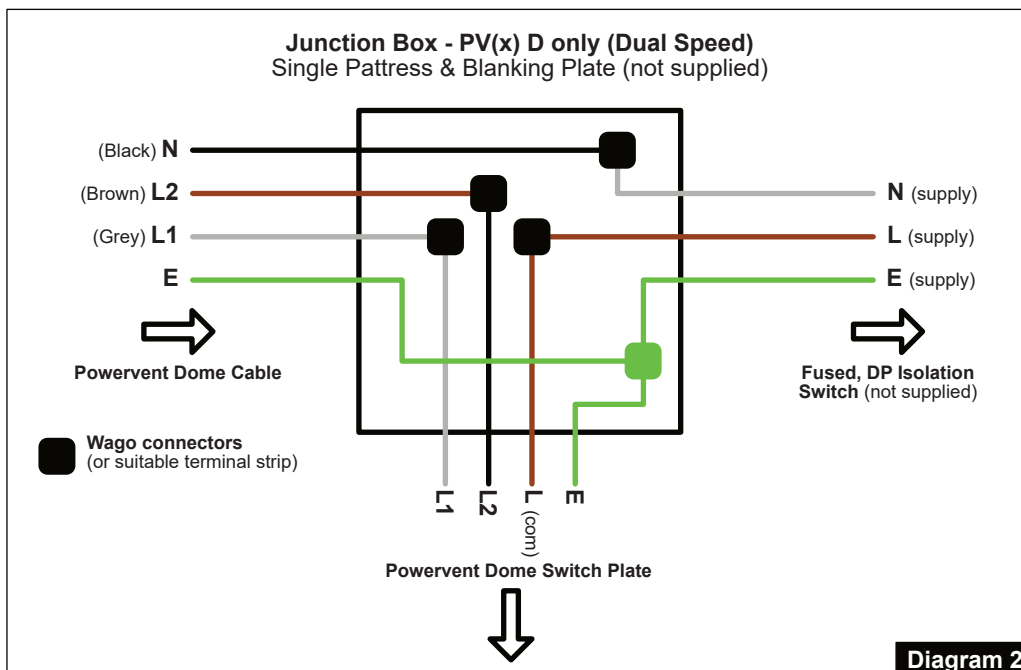 Junction Box - PV(x) D only (Dual Speed)
Single Pattress & Blanking Plate (not supplied)
(Black) N
(Brown) L2
(Grey) L1
E
N (supply)
L (supply)
E (supply)
Powervent Dome Cable
Fused, DP Isolation
Switch (not supplied)
Wago connectors
(or suitable terminal strip)
L1
L2
L (com)
E
Powervent Dome Switch Plate
Diagram 2